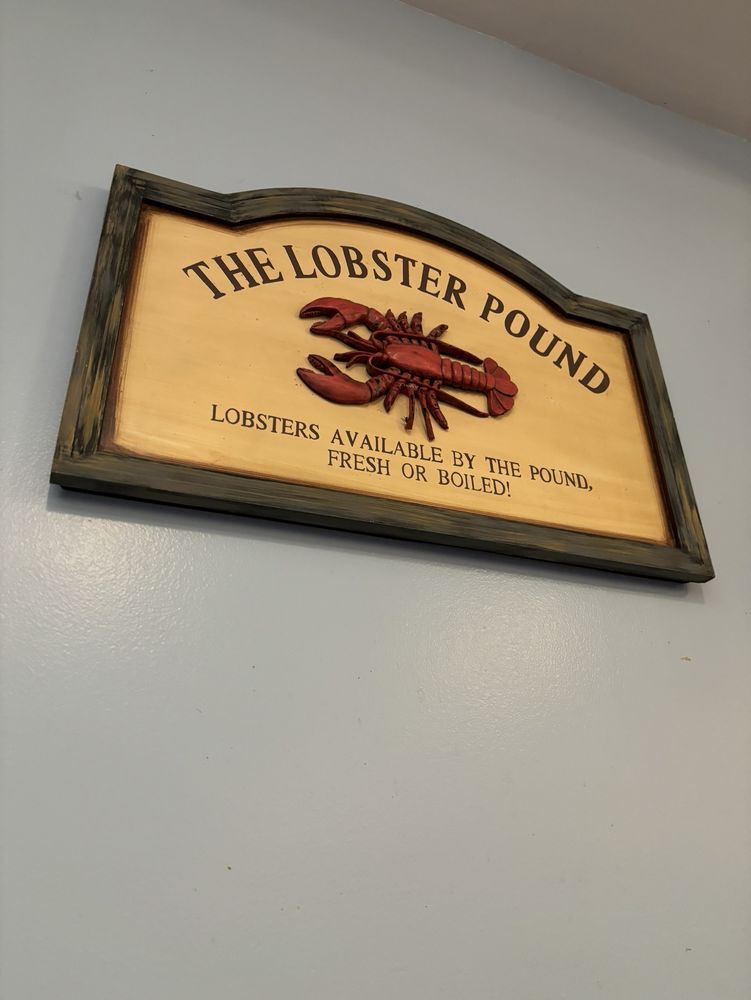 THE LOBSTER POUND
LOBSTERS AVAILABLE BY THE POUND,
FRESH OR BOILED!